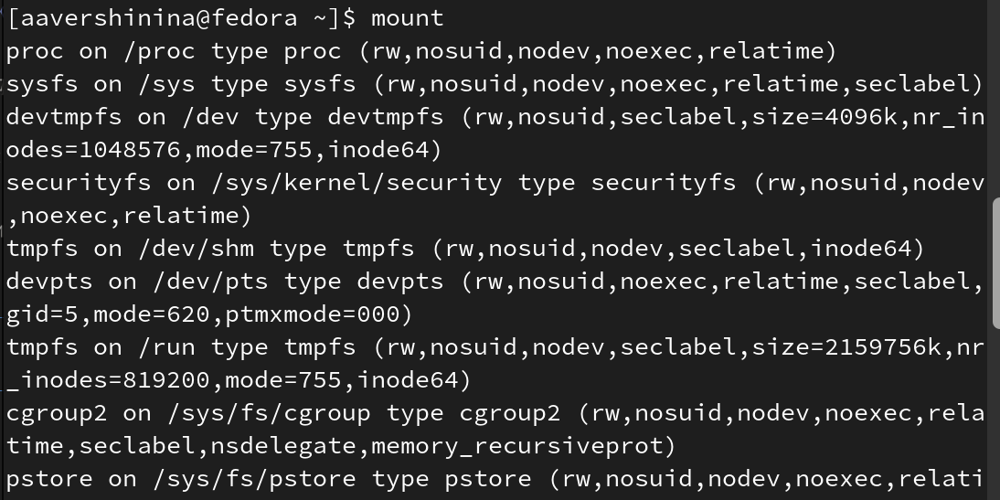 [aavershinina@fedora ~]$ mount
proc on /proc type proc (rw,nosuid,nodev,noexec,relatime)
sysfs on /sys type sysfs (rw,nosuid,nodev,noexec,relatime,seclabel)
devtmpfs on /dev type devtmpfs (rw,nosuid,seclabel,size=4096k,nr_in
odes=1048576,mode=755,inode64)
securityfs on /sys/kernel/security type securityfs (rw,nosuid,nodev
,noexec,relatime)
tmpfs on /dev/shm type tmpfs (rw,nosuid,nodev,seclabel,inode64)
devpts on /dev/pts type devpts (rw,nosuid,noexec,relatime,seclabel,
gid=5,mode=620,ptmxmode=000)
tmpfs on /run type tmpfs (rw,nosuid,nodev,seclabel,size=2159756k,nr
_inodes=819200,mode=755,inode64)
cgroup2 on /sys/fs/cgroup type cgroup2 (rw,nosuid,nodev,noexec,rela
time,seclabel,nsdelegate,memory_recursiveprot)
pstore on /sys/fs/pstore type pstore (rw,nosuid,nodev,noexec,relati